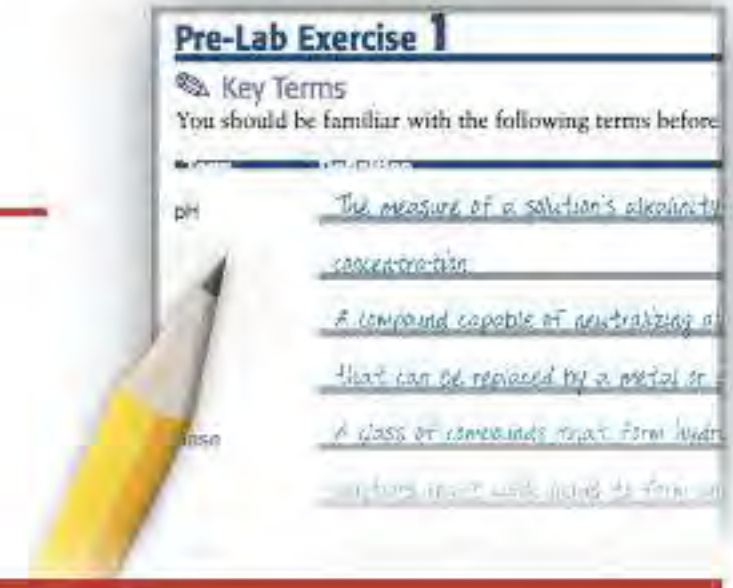 Pre-Lab Exercise 1
Key Terms
You should be familiar with the following terms before
pH
The measure of a solution's alkalinity
concentration
A compound capable of neutralizing
that can be replaced by a metal or
A class of compounds that form